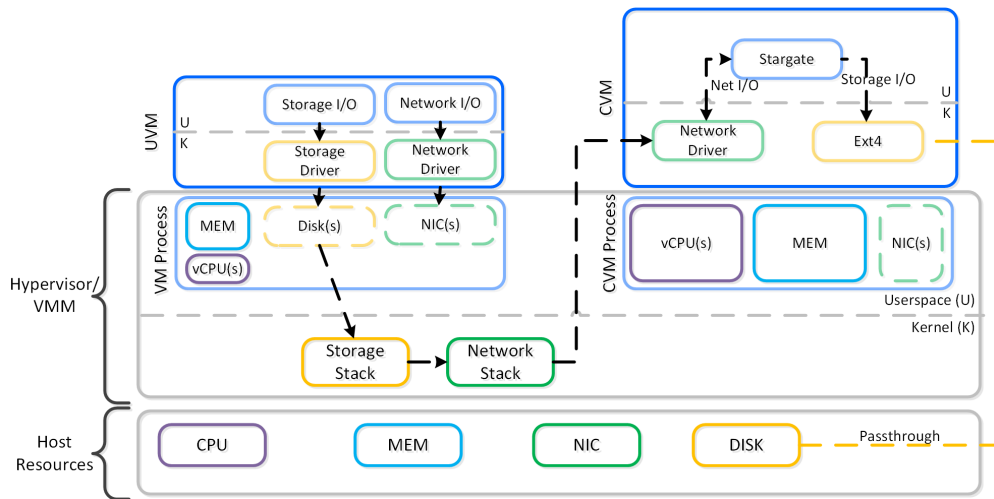 UVM
Storage I/O
Network I/O
U
K
Storage
Driver
Network
Driver
CVM
Stargate
Net I/O
Storage I/O
U
K
Network
Driver
Ext4
Hypervisor/
VMM
VM Process
MEM
vCPU(s)
Disk(s)
NIC(s)
CVM Process
vCPU(s)
MEM
NIC(s)
Userspace (U)
Kernel (K)
Storage
Stack
Network
Stack
Host
Resources
CPU
MEM
NIC
DISK
Passthrough